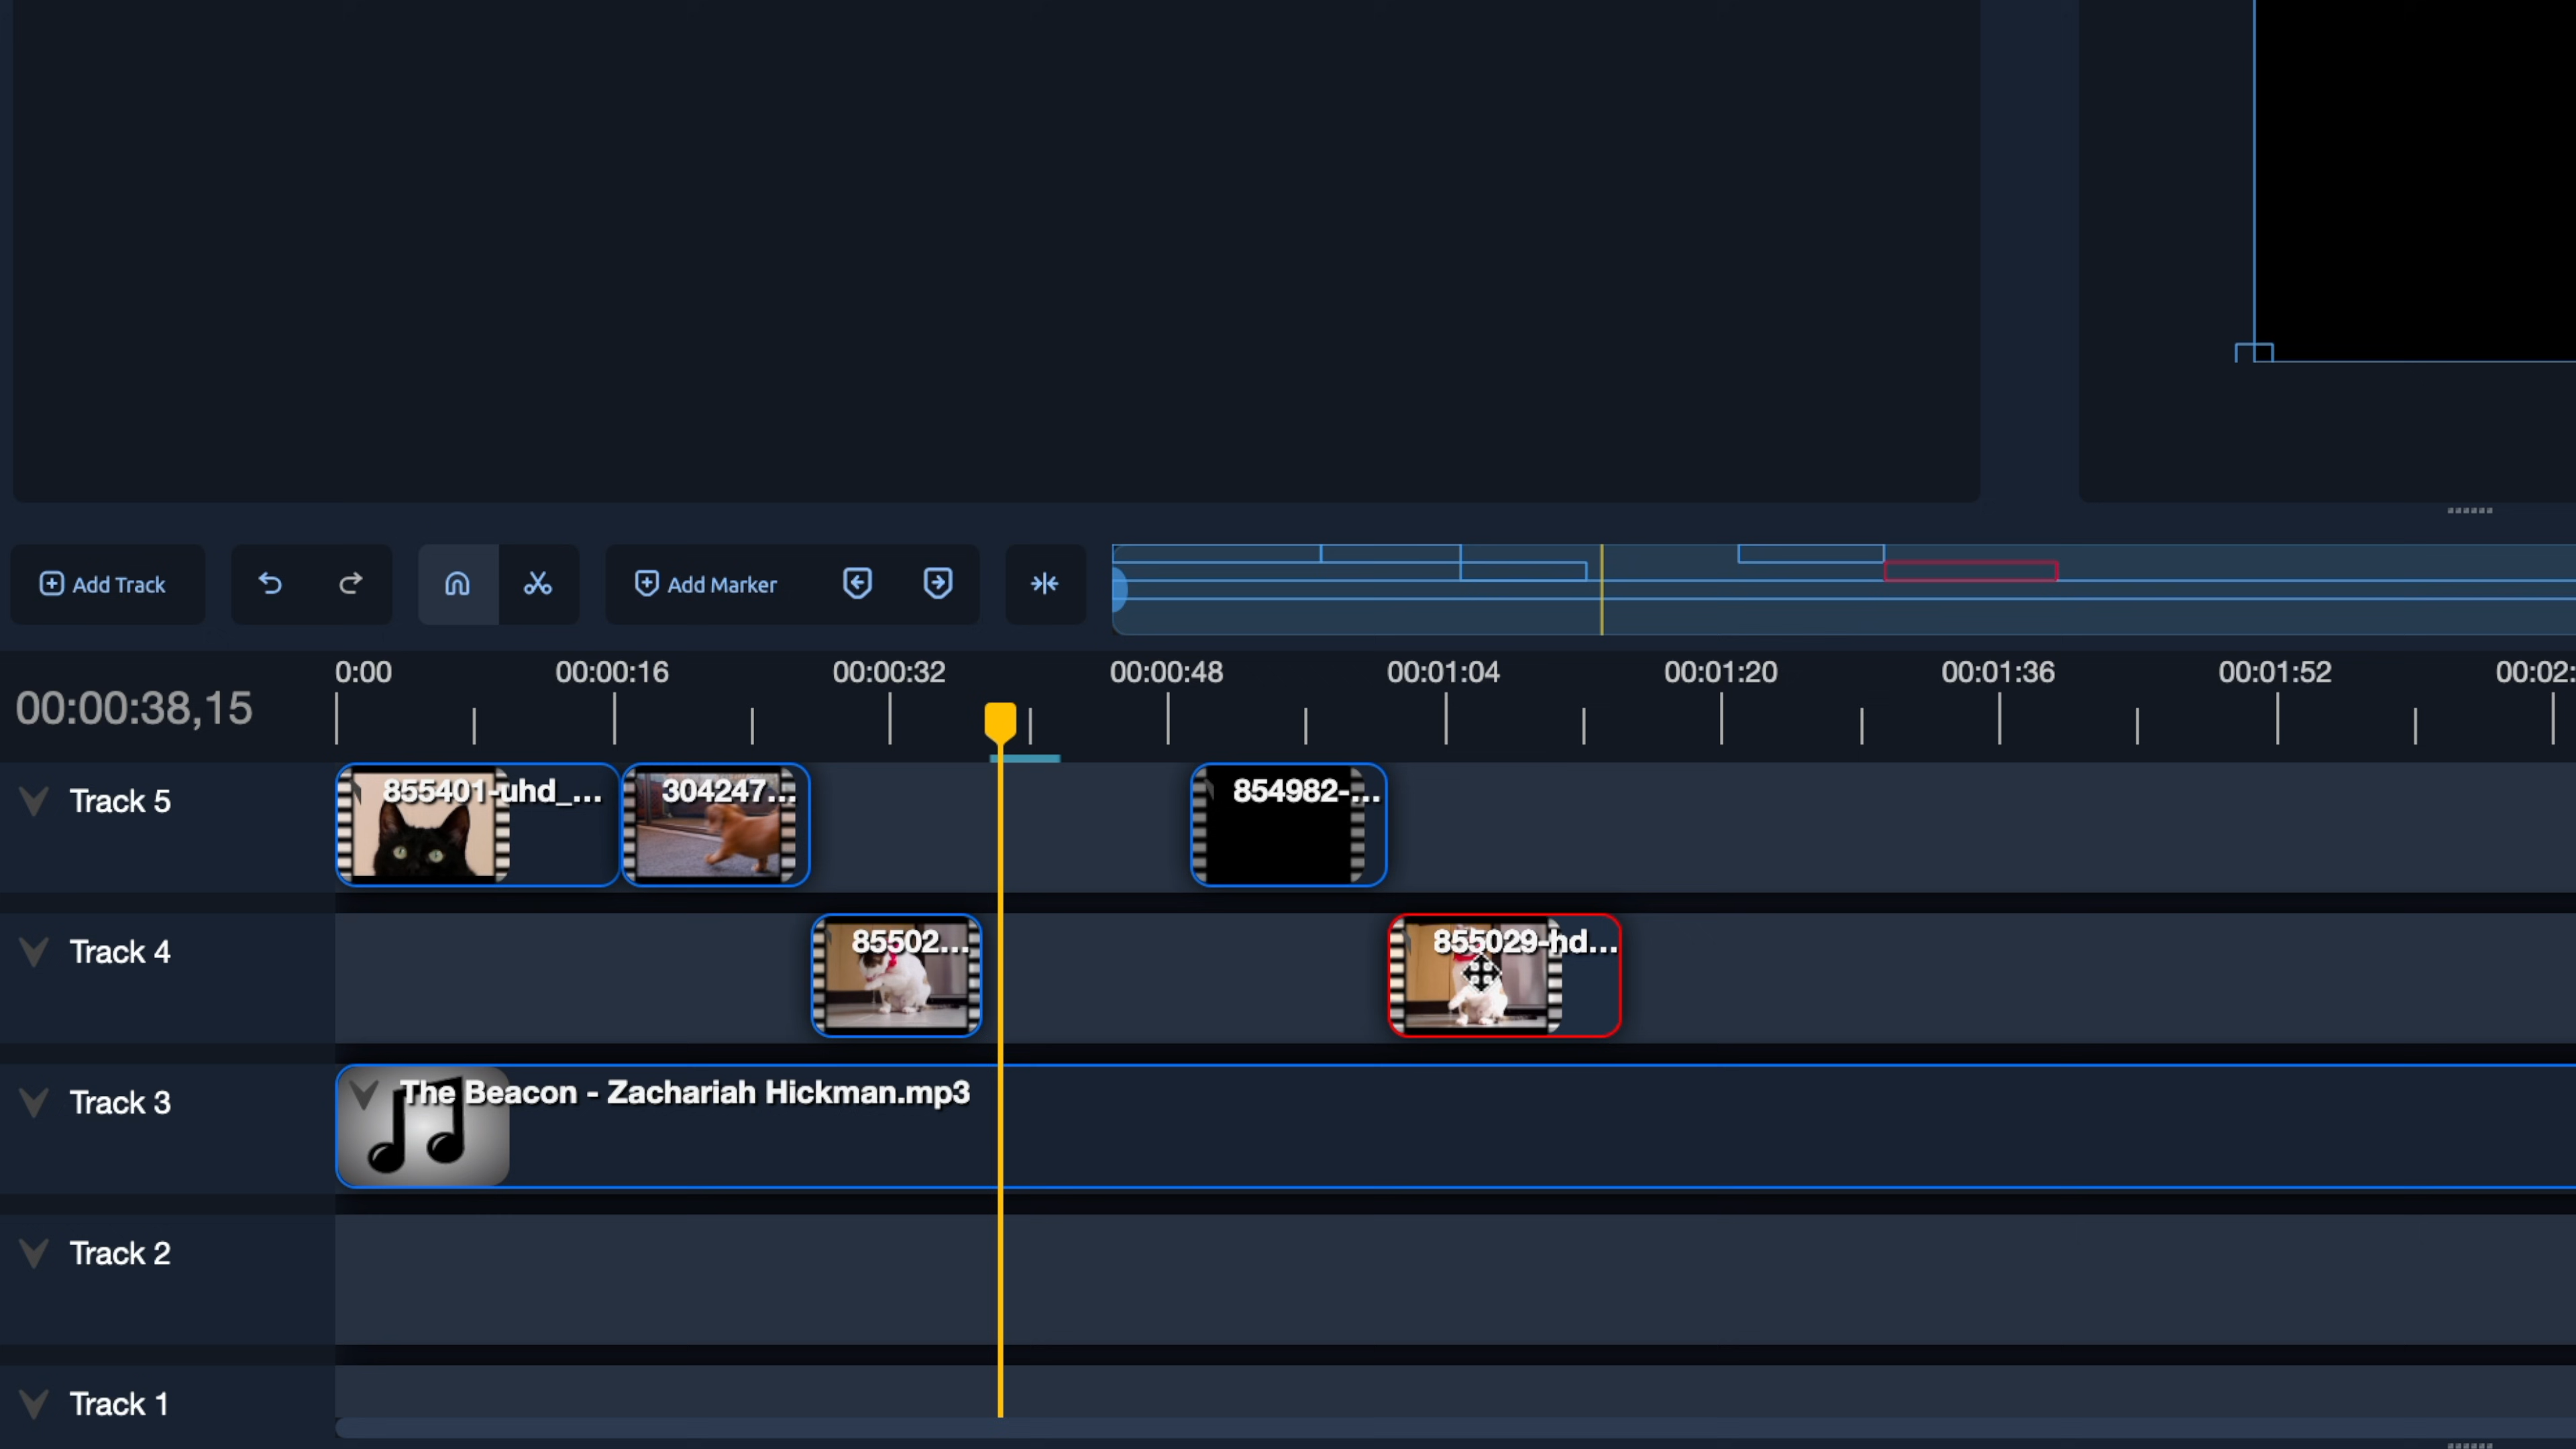 Add Track
Add Marker
0:00 00:00:16 00:00:32 00:00:48 00:01:04 00:01:20 00:01:36 00:01:52 00:02:
00:00:38,15
Track 5
855401-uhd_...
304247...
854982-...
Track 4
85502...
855029-hd...
Track 3
The Beacon - Zachariah Hickman.mp3
Track 2
Track 1